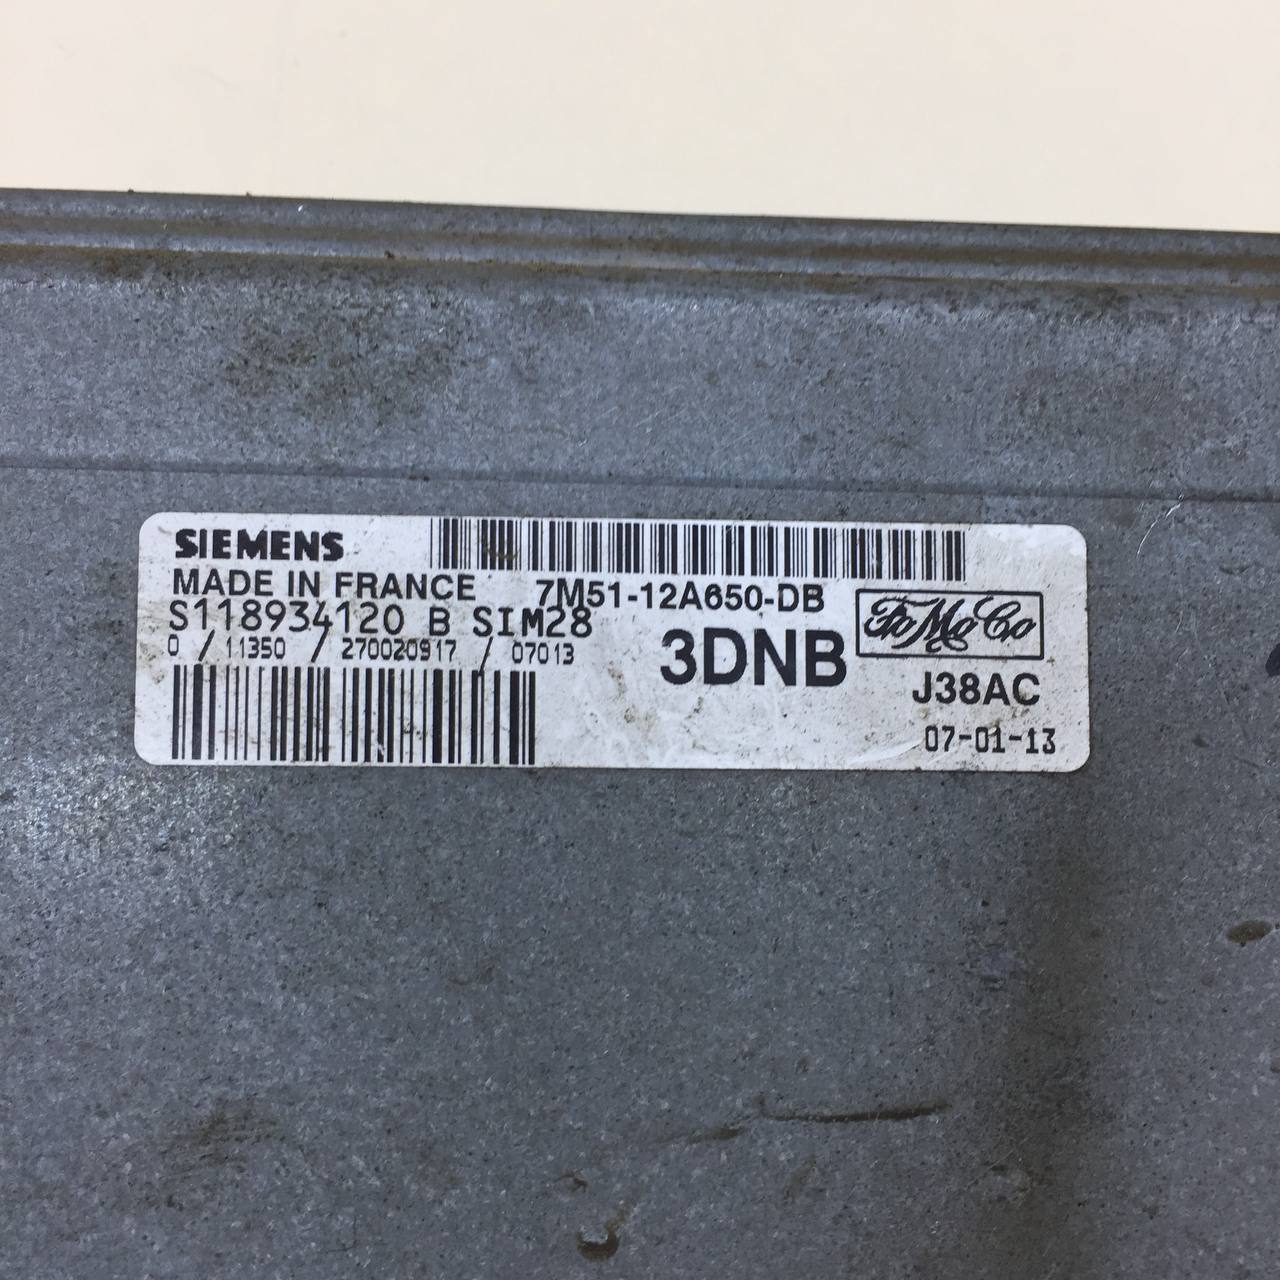 SIEMENS
MADE IN FRANCE 7M51-12A650-DB
S118934120 B SIM28
0 / 11350 / 270020917 / 07013
3DNB
FoMoCo
J38AC
07-01-13